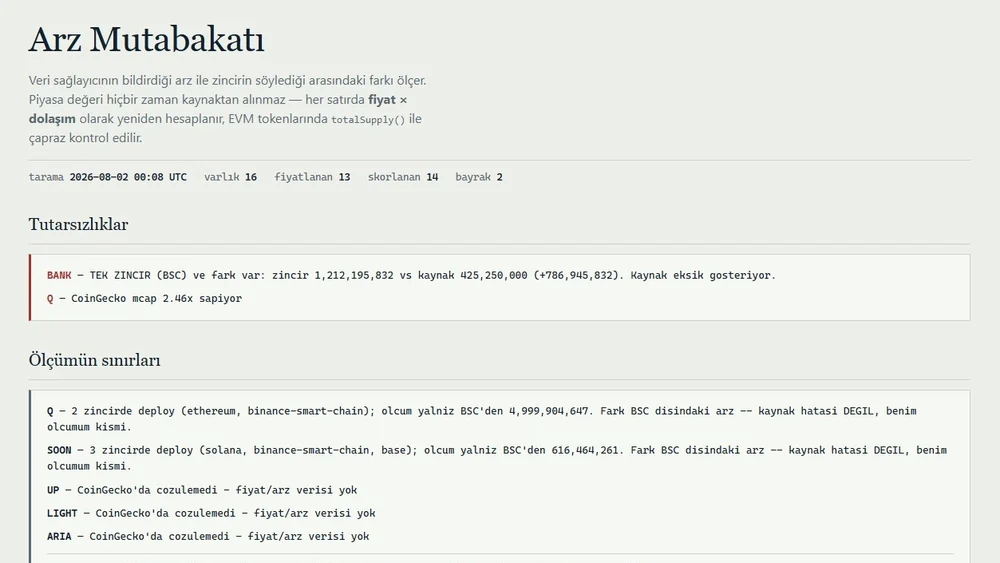 Arz Mutabakatı
Veri sağlayıcının bildirdiği arz ile zincirin söylediği arasındaki farkı ölçer.
Piyasa değeri hiçbir zaman kaynaktan alınmaz — her satırda fiyat ×
dolaşım olarak yeniden hesaplanır, EVM tokenlarında totalSupply() ile
çapraz kontrol edilir.
tarama 2026-08-02 00:08 UTC varlık 16 fiyatlanan 13 skorlanan 14 bayrak 2
Tutarsızlıklar
BANK — TEK ZINCIR (BSC) ve fark var: zincir 1,212,195,832 vs kaynak 425,250,000 (+786,945,832). Kaynak eksik gosteriyor.
Q — CoinGecko mcap 2.46x sapiyor
Ölçümün sınırları
Q — 2 zincirde deploy (ethereum, binance-smart-chain); olcum yalniz BSC'den 4,999,904,647. Fark BSC disindaki arz -- kaynak hatasi DEGIL, benim
olcumum kismi.
SOON — 3 zincirde deploy (solana, binance-smart-chain, base); olcum yalniz BSC'den 616,464,261. Fark BSC disindaki arz -- kaynak hatasi DEGIL, benim
olcumum kismi.
UP — CoinGecko'da cozulemedi - fiyat/arz verisi yok
LIGHT — CoinGecko'da cozulemedi - fiyat/arz verisi yok
ARIA — CoinGecko'da cozulemedi - fiyat/arz verisi yok